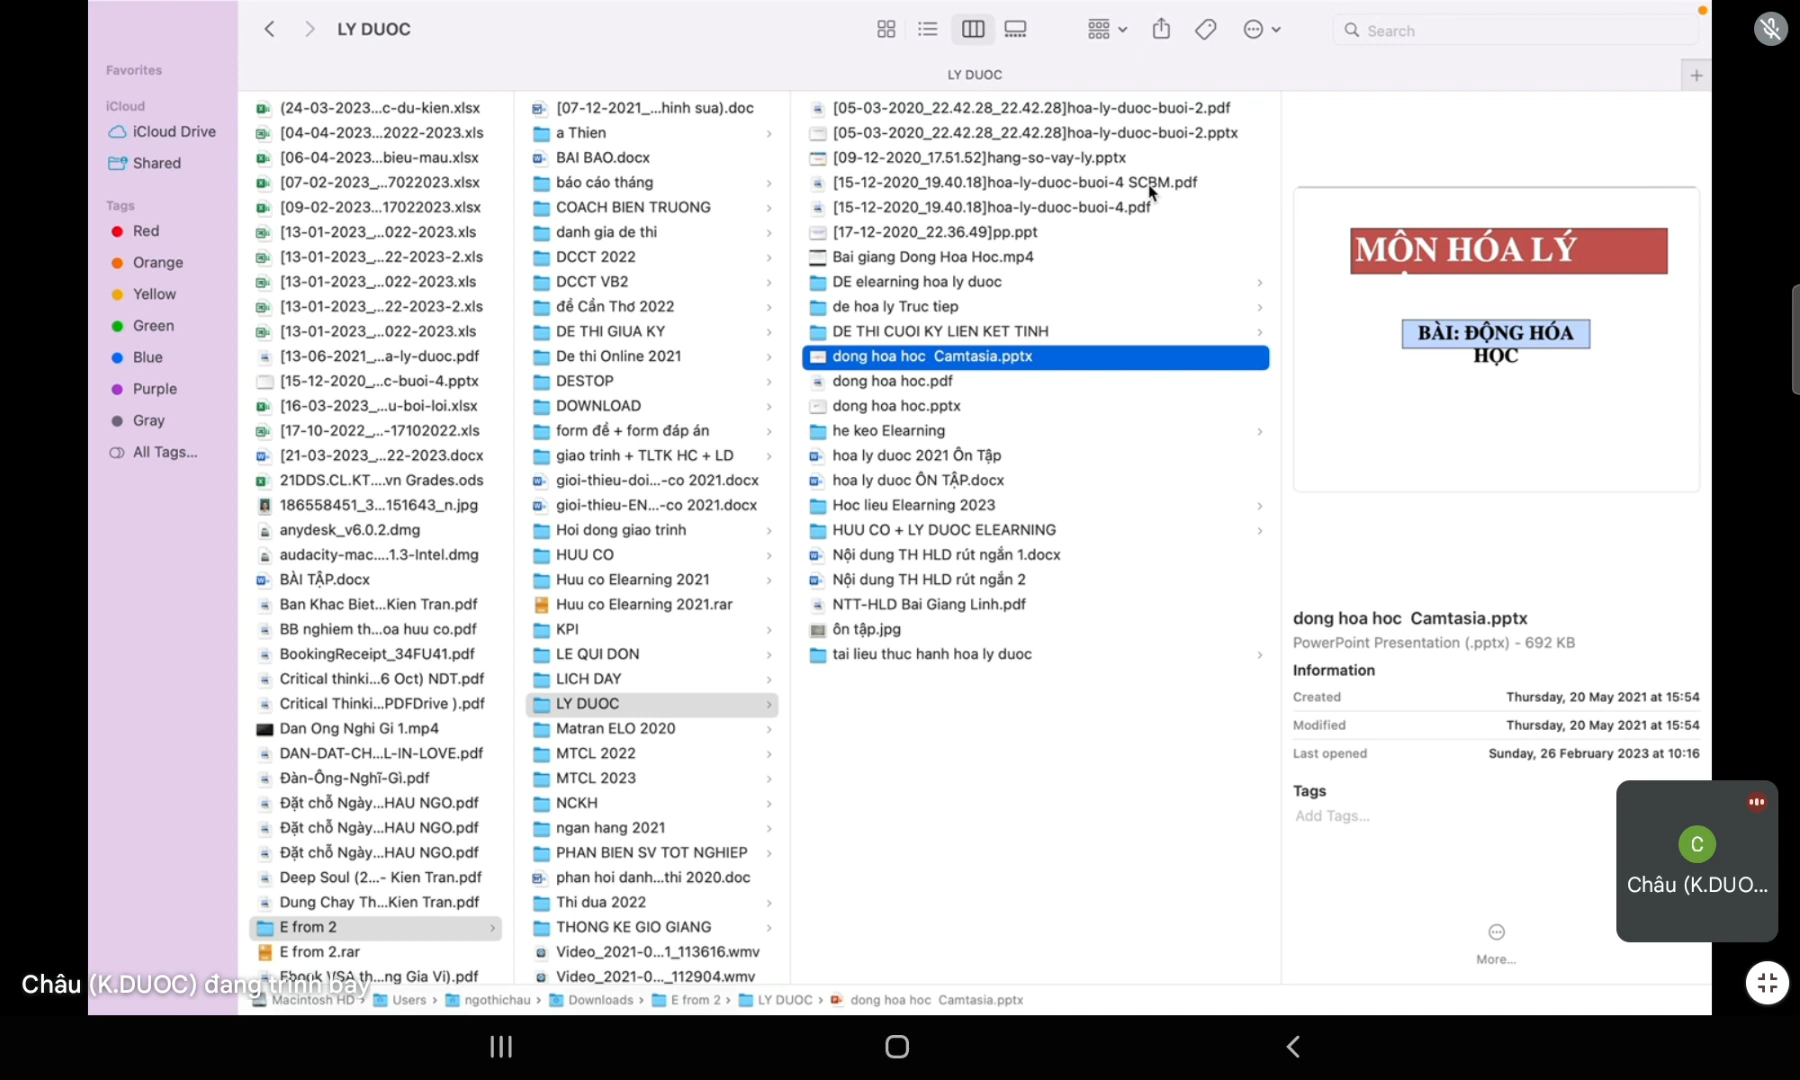 LY DUOC
Search
LY DUOC
Favorites
iCloud
iCloud Drive
Shared
Tags
Red
Orange
Yellow
Green
Blue
Purple
Gray
All Tags...
(24-03-2023...c-du-kien.xlsx
[04-04-2023...2022-2023.xls
[06-04-2023...bieu-mau.xlsx
[07-02-2023_...7022023.xlsx
[09-02-2023...17022023.xlsx
[13-01-2023_...022-2023.xls
[13-01-2023_...22-2023-2.xls
[13-01-2023_...022-2023.xls
[13-01-2023_...22-2023-2.xls
[13-01-2023_...022-2023.xls
[13-06-2021_...a-ly-duoc.pdf
[15-12-2020_...c-buoi-4.pptx
[16-03-2023_...u-boi-loi.xlsx
[17-10-2022_...-17102022.xls
[21-03-2023_...22-2023.docx
21DDS.CL.KT....vn Grades.ods
186558451_3...151643_n.jpg
anydesk_v6.0.2.dmg
audacity-mac....1.3-Intel.dmg
BÀI TẬP.docx
Ban Khac Biet...Kien Tran.pdf
BB nghiem th...oa huu co.pdf
BookingReceipt_34FU41.pdf
Critical thinki...6 Oct) NDT.pdf
Critical Thinki...PDFDrive ).pdf
Dan Ong Nghi Gi 1.mp4
DAN-DAT-CH...L-IN-LOVE.pdf
Đàn-Ông-Nghĩ-Gì.pdf
Đặt chỗ Ngày...HAU NGO.pdf
Đặt chỗ Ngày...HAU NGO.pdf
Đặt chỗ Ngày...HAU NGO.pdf
Deep Soul (2...- Kien Tran.pdf
Dung Chay Th...Kien Tran.pdf
E from 2
E from 2.rar
Ebook VSA th...ng Gia Vi).pdf
[07-12-2021_...hinh sua).doc
a Thien
BAI BAO.docx
báo cáo tháng
COACH BIEN TRUONG
danh gia de thi
DCCT 2022
DCCT VB2
đề Cần Thơ 2022
DE THI GIUA KY
De thi Online 2021
DESTOP
DOWNLOAD
form đề + form đáp án
giao trinh + TLTK HC + LD
gioi-thieu-doi...-co 2021.docx
gioi-thieu-EN...-co 2021.docx
Hoi dong giao trinh
HUU CO
Huu co Elearning 2021
Huu co Elearning 2021.rar
KPI
LE QUI DON
LICH DAY
LY DUOC
Matran ELO 2020
MTCL 2022
MTCL 2023
NCKH
ngan hang 2021
PHAN BIEN SV TOT NGHIEP
phan hoi danh...thi 2020.doc
Thi dua 2022
THONG KE GIO GIANG
Video_2021-0...1_113616.wmv
Video_2021-0..._112904.wmv
[05-03-2020_22.42.28_22.42.28]hoa-ly-duoc-buoi-2.pdf
[05-03-2020_22.42.28_22.42.28]hoa-ly-duoc-buoi-2.pptx
[09-12-2020_17.51.52]hang-so-vay-ly.pptx
[15-12-2020_19.40.18]hoa-ly-duoc-buoi-4 SCBM.pdf
[15-12-2020_19.40.18]hoa-ly-duoc-buoi-4.pdf
[17-12-2020_22.36.49]pp.ppt
Bai giang Dong Hoa Hoc.mp4
DE elearning hoa ly duoc
de hoa ly Truc tiep
DE THI CUOI KY LIEN KET TINH
dong hoa hoc  Camtasia.pptx
dong hoa hoc.pdf
dong hoa hoc.pptx
he keo Elearning
hoa ly duoc 2021 Ôn Tập
hoa ly duoc ÔN TẬP.docx
Hoc lieu Elearning 2023
HUU CO + LY DUOC ELEARNING
Nội dung TH HLD rút ngắn 1.docx
Nội dung TH HLD rút ngắn 2
NTT-HLD Bai Giang Linh.pdf
ôn tập.jpg
tai lieu thuc hanh hoa ly duoc
MÔN HÓA LÝ
BÀI: ĐỘNG HÓA
HỌC
dong hoa hoc  Camtasia.pptx
PowerPoint Presentation (.pptx) - 692 KB
Information
Created Thursday, 20 May 2021 at 15:54
Modified Thursday, 20 May 2021 at 15:54
Last opened Sunday, 26 February 2023 at 10:16
Tags
Add Tags...
More...
C
Châu (K.DUO...
Châu (K.DUOC) đang trình bày
Macintosh HD › Users › ngothichau › Downloads › E from 2 › LY DUOC › dong hoa hoc  Camtasia.pptx